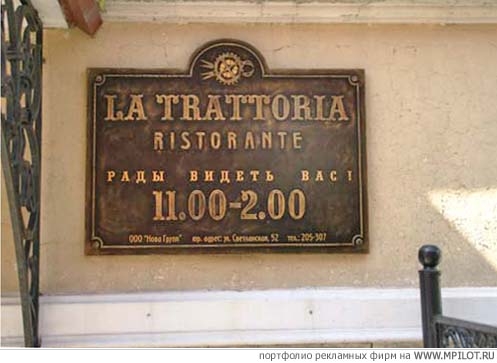 LA TRATTORIA
RISTORANTE
РАДЫ ВИДЕТЬ ВАС!
11.00-2.00
ООО "Нова Групп" юр. адрес: ул. Светланская, 52 тел.: 205-307
портфолио рекламных фирм на WWW.MPILOT.RU